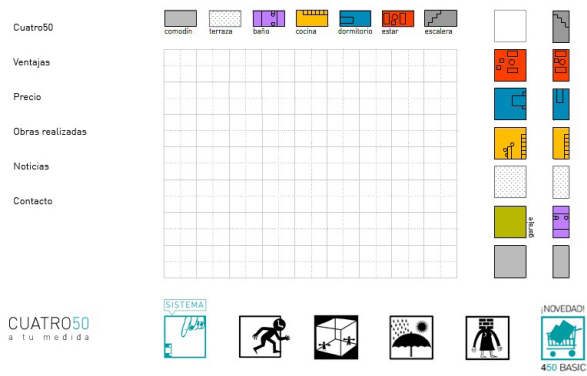 Cuatro50
Ventajas
Precio
Obras realizadas
Noticias
Contacto
comodín
terraza
baño
cocina
dormitorio
estar
escalera
garaje
CUATRO50
a tu medida
SISTEMA
¡NOVEDAD!
450 BASIC